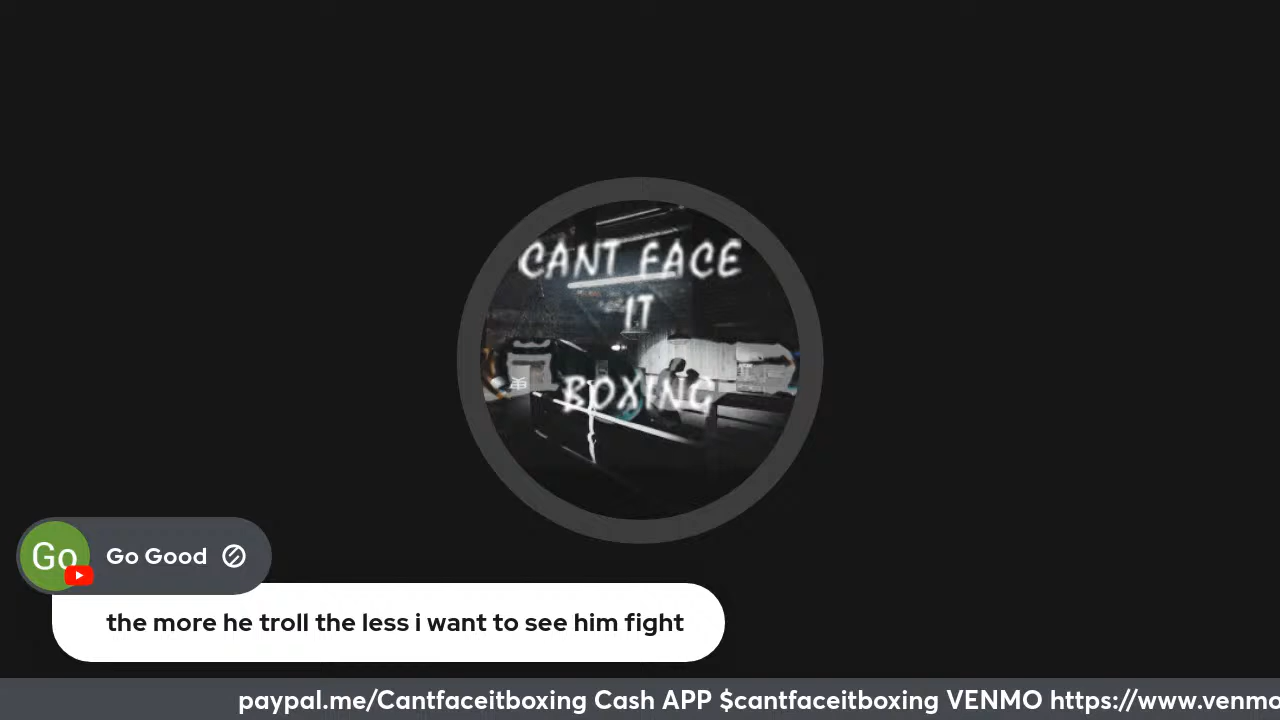 CANT FACE
IT
BOXING
Go
Go Good
the more he troll the less i want to see him fight
paypal.me/Cantfaceitboxing Cash APP $cantfaceitboxing VENMO https://www.venmo